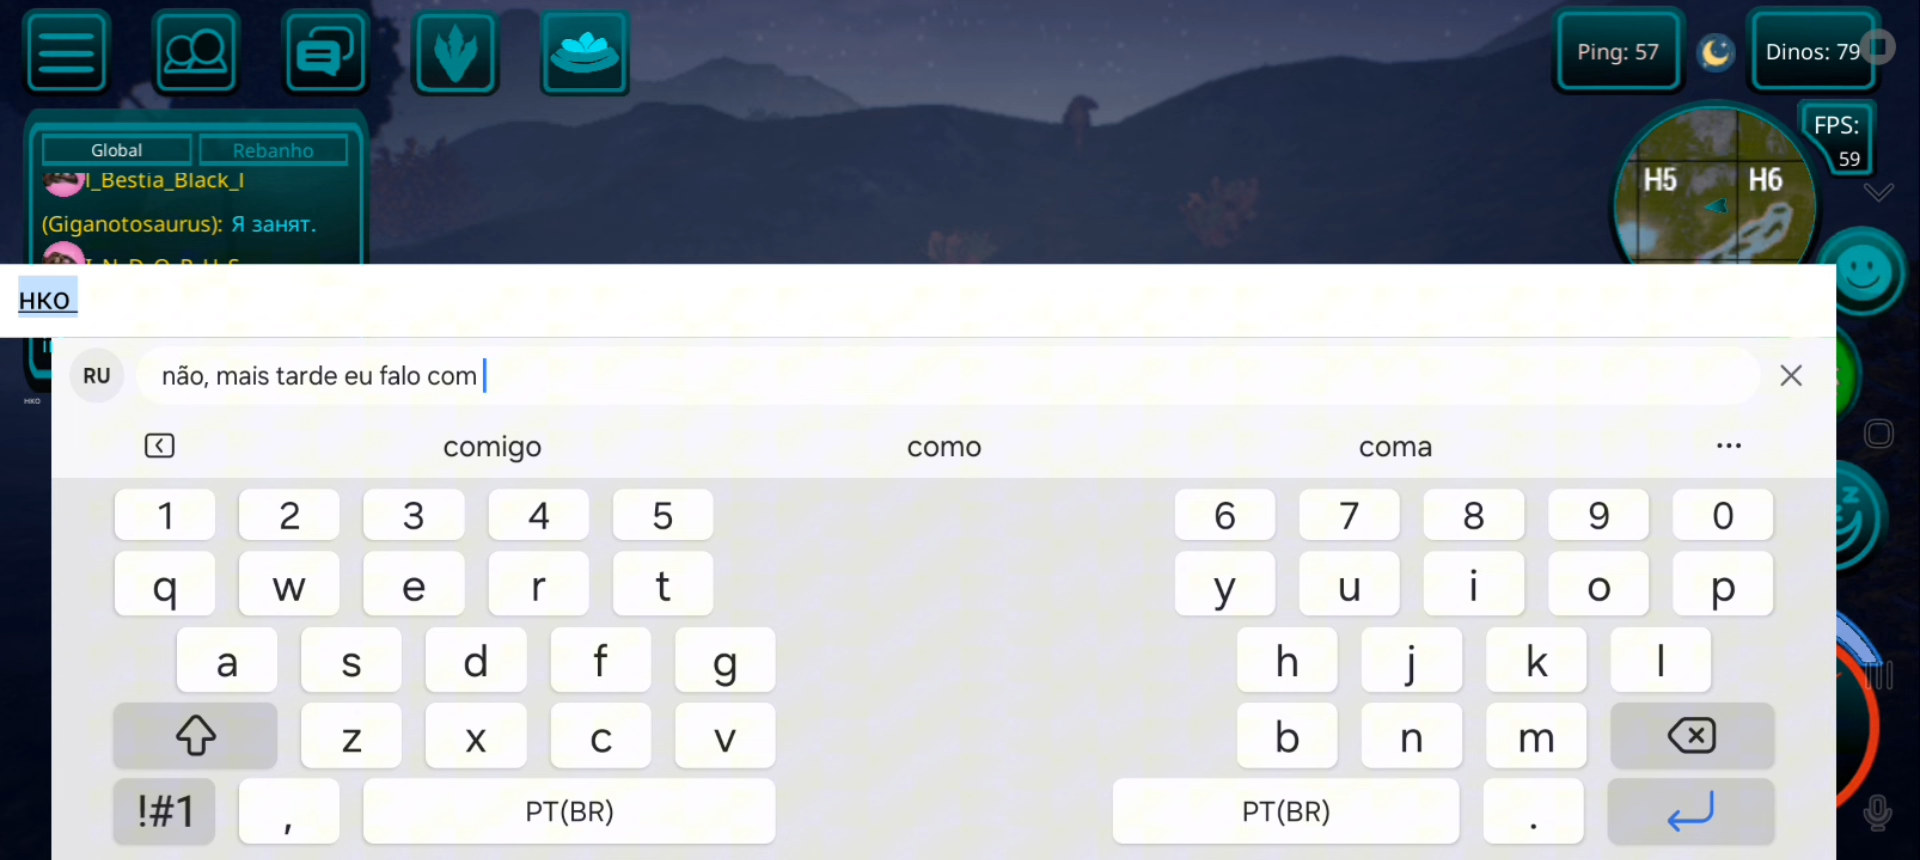 Ping: 57
Dinos: 79
Global
Rebanho
I_Bestia_Black_I
(Giganotosaurus): Я занят.
FPS:
59
H5
H6
нко
RU
não, mais tarde eu falo com
нко
comigo
como
coma
...
1 2 3 4 5 6 7 8 9 0
q w e r t y u i o p
a s d f g h j k l
z x c v b n m
!#1 , PT(BR) PT(BR) .